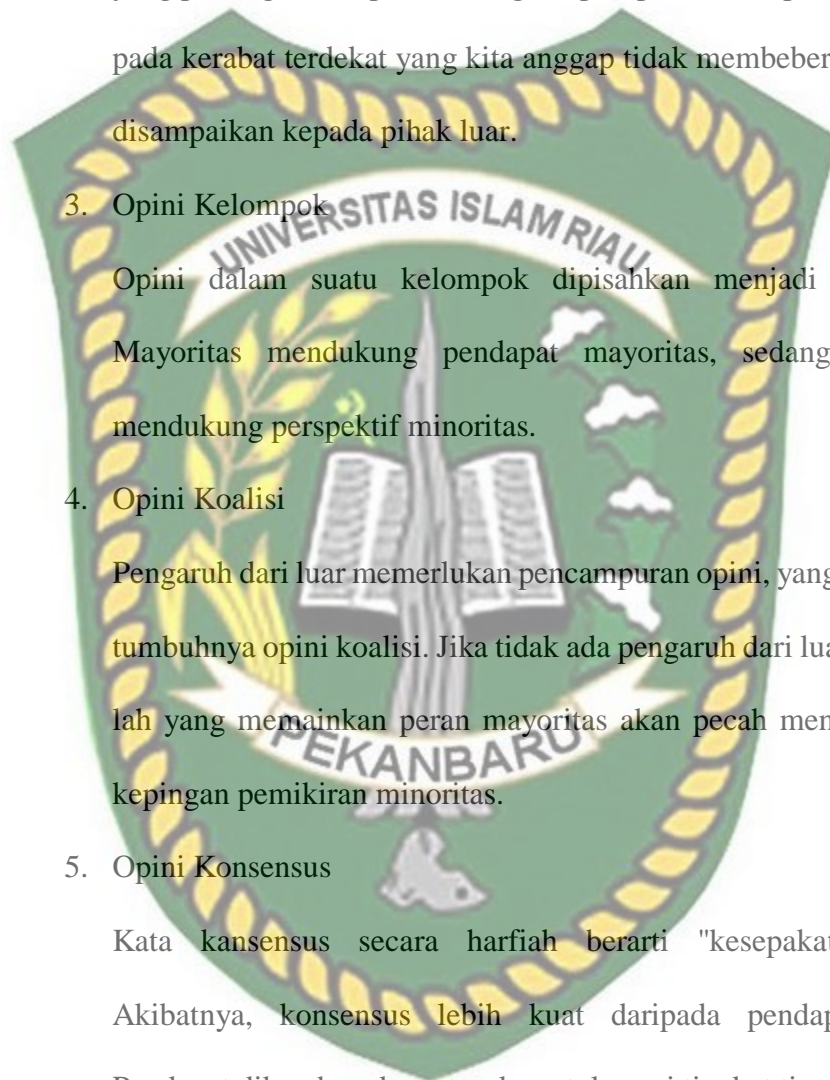 pada kerabat terdekat yang kita anggap tidak membeber
disampaikan kepada pihak luar.
3. Opini Kelompok
UNIVERSITAS ISLAM RIAU
Opini dalam suatu kelompok dipisahkan menjadi
Mayoritas mendukung pendapat mayoritas, sedang
mendukung perspektif minoritas.
4. Opini Koalisi
Pengaruh dari luar memerlukan pencampuran opini, yang
tumbuhnya opini koalisi. Jika tidak ada pengaruh dari lua
lah yang memainkan peran mayoritas akan pecah men
PEKANBARU
kepingan pemikiran minoritas.
5. Opini Konsensus
Kata kansensus secara harfiah berarti "kesepakat
Akibatnya, konsensus lebih kuat daripada pendap